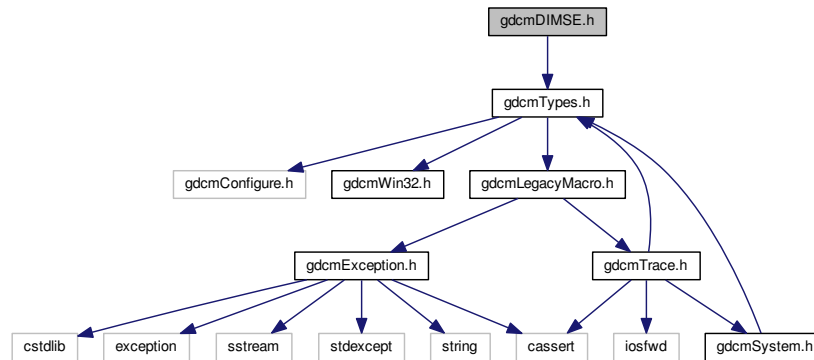 gdcmDIMSE.h
gdcmTypes.h
gdcmConfigure.h
gdcmWin32.h
gdcmLegacyMacro.h
gdcmException.h
gdcmTrace.h
cstdlib
exception
sstream
stdexcept
string
cassert
iosfwd
gdcmSystem.h